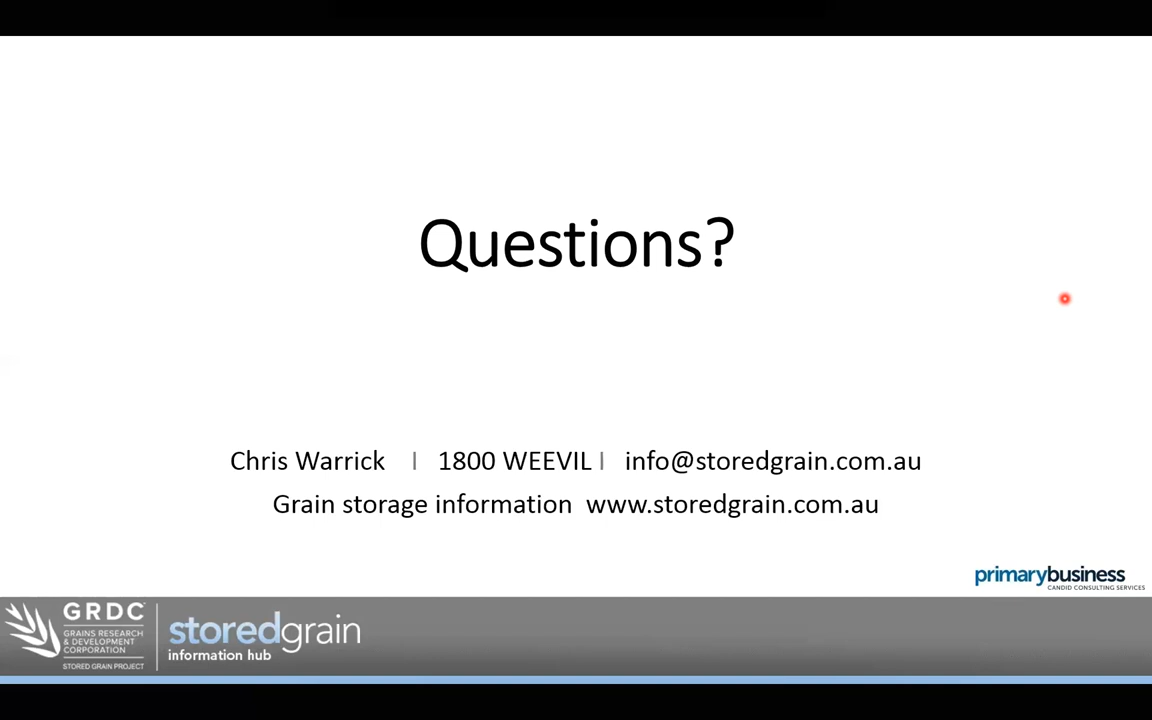 Questions?
Chris Warrick | 1800 WEEVIL | info@storedgrain.com.au
Grain storage information www.storedgrain.com.au
primarybusiness
CANDID CONSULTING SERVICES
GRDC
GRAINS RESEARCH
& DEVELOPMENT
CORPORATION
STORED GRAIN PROJECT
storedgrain
information hub